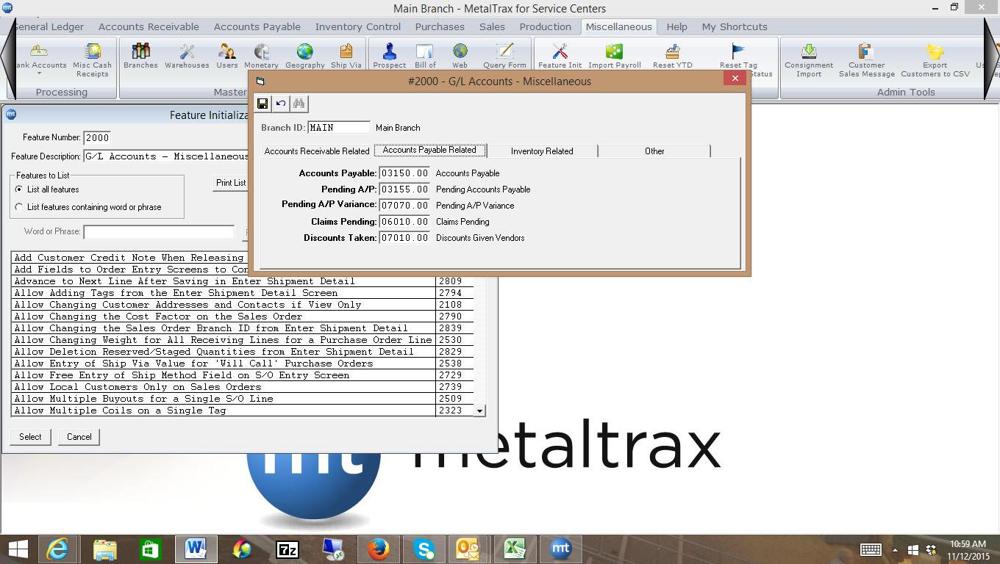 Main Branch - MetalTrax for Service Centers
General Ledger Accounts Receivable Accounts Payable Inventory Control Purchases Sales Production Miscellaneous Help My Shortcuts
ank Accounts Misc Cash Receipts Branches Warehouses Users Monetary Geography Ship Via Prospect Bill of Web Query Form Feature Init Import Payroll Reset YTD Reset Tag Status Consignment Import Customer Sales Message Export Customers to CSV
Processing Master Admin Tools
#2000 - G/L Accounts - Miscellaneous
Branch ID: MAIN Main Branch
Accounts Receivable Related Accounts Payable Related Inventory Related Other
Accounts Payable: 03150.00 Accounts Payable
Pending A/P: 03155.00 Pending Accounts Payable
Pending A/P Variance: 07070.00 Pending A/P Variance
Claims Pending: 06010.00 Claims Pending
Discounts Taken: 07010.00 Discounts Given Vendors
Feature Initializa
Feature Number: 2000
Feature Description: G/L Accounts - Miscellaneous
Features to List
List all features
List features containing word or phrase
Print List
Word or Phrase:
Add Customer Credit Note When Releasing
Add Fields to Order Entry Screens to Con
Advance to Next Line After Saving in Enter Shipment Detail 2809
Allow Adding Tags from the Enter Shipment Detail Screen 2794
Allow Changing Customer Addresses and Contacts if View Only 2108
Allow Changing the Cost Factor on the Sales Order 2790
Allow Changing the Sales Order Branch ID from Enter Shipment Detail 2839
Allow Changing Weight for All Receiving Lines for a Purchase Order Line 2530
Allow Deletion Reserved/Staged Quantities from Enter Shipment Detail 2829
Allow Entry of Ship Via Value for 'Will Call' Purchase Orders 2538
Allow Free Entry of Ship Method Field on S/O Entry Screen 2729
Allow Local Customers Only on Sales Orders 2739
Allow Multiple Buyouts for a Single S/O Line 2509
Allow Multiple Coils on a Single Tag 2323
Select Cancel
mt metaltrax
10:59 AM
11/12/2015